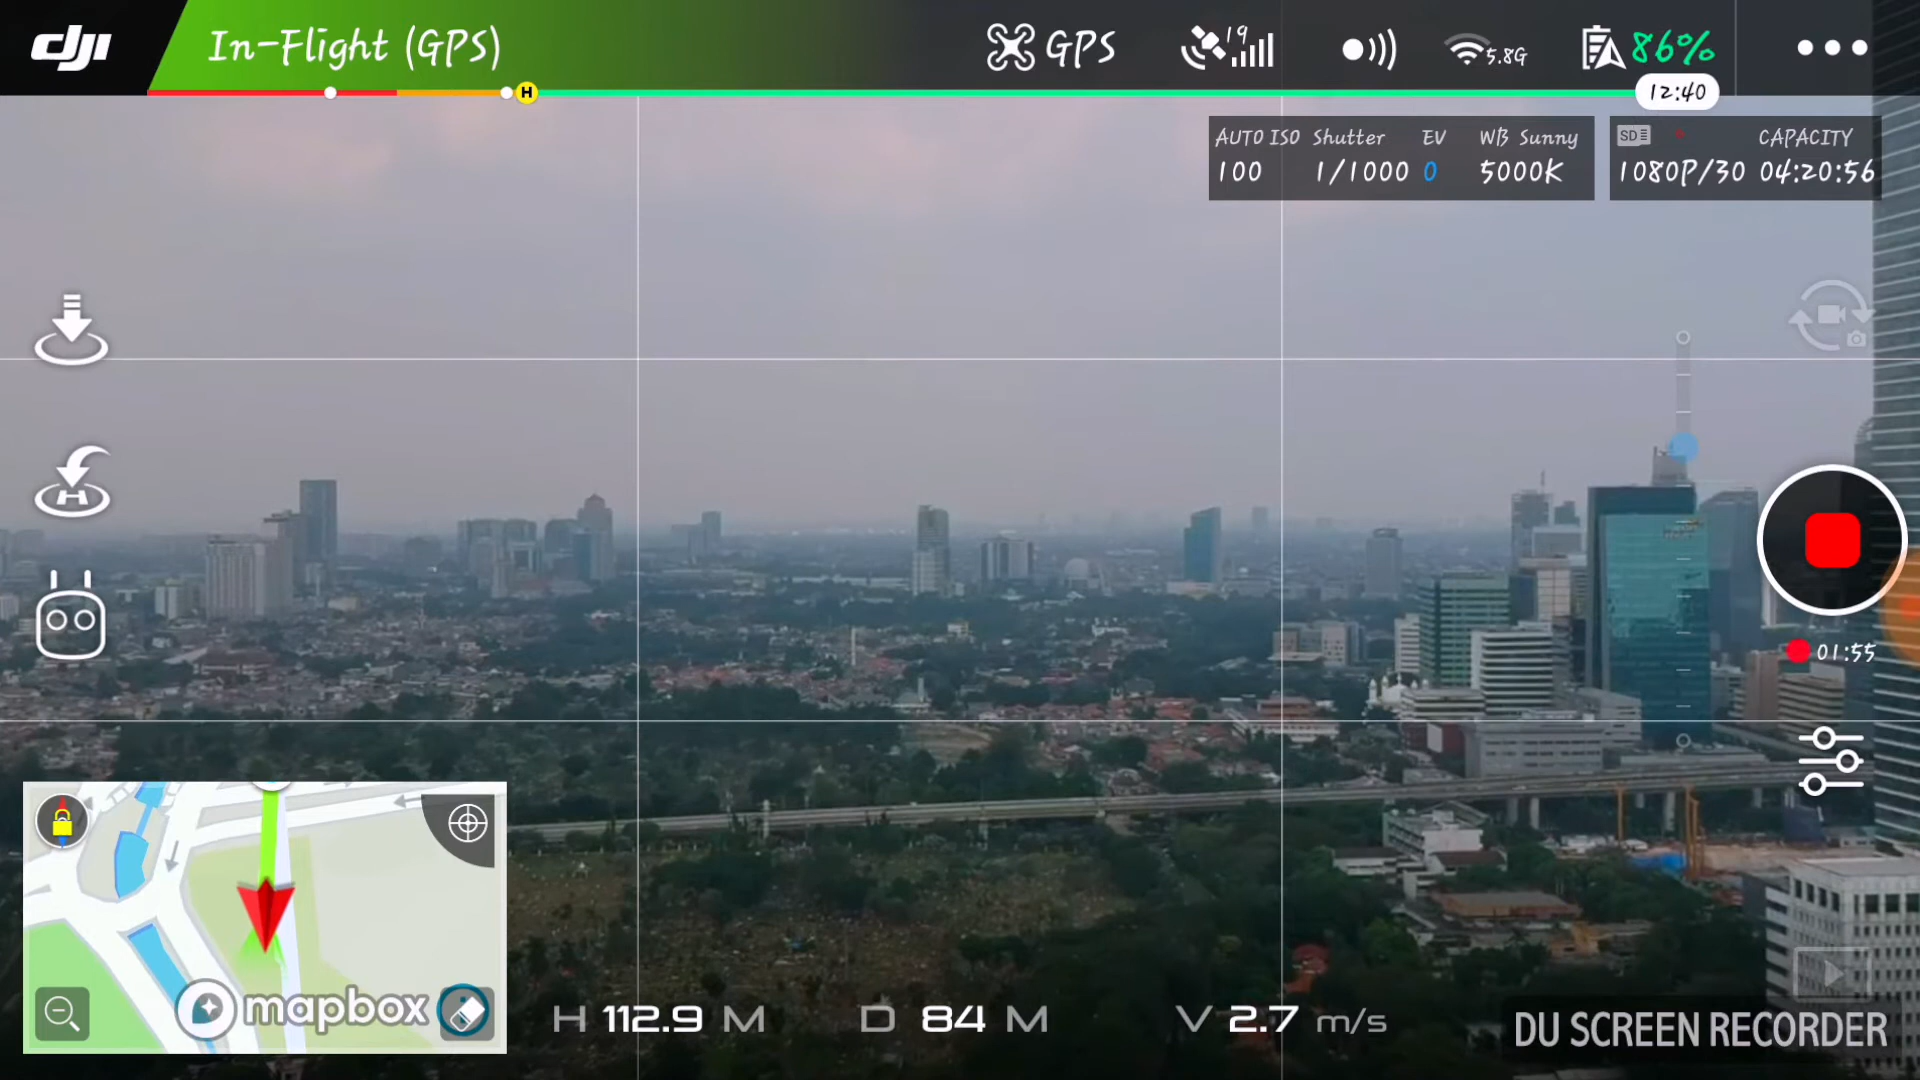 dji
In-Flight (GPS)
GPS
19
5.8G
86%
H
12:40
AUTO ISO Shutter EV WB Sunny
100 1/1000 0 5000K
SD CAPACITY
1080P/30 04:20:56
H
01:55
mapbox
H 112.9 M D 84 M V 2.7 m/s
DU SCREEN RECORDER